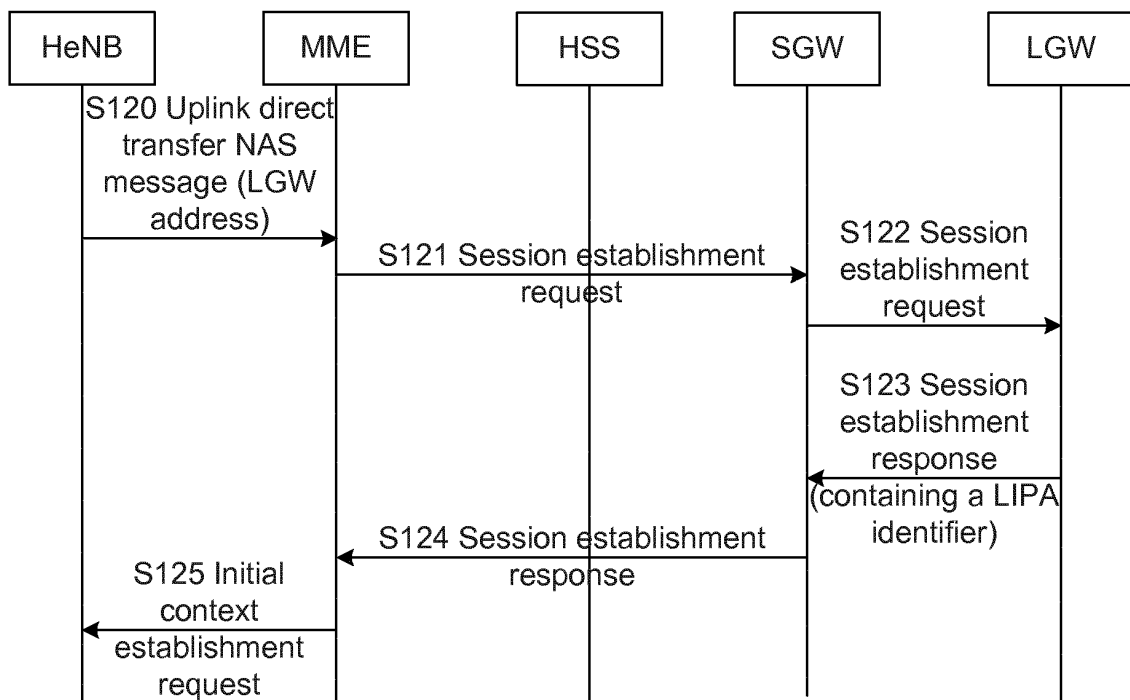 HeNB
MME
HSS
SGW
LGW
S120 Uplink direct
transfer NAS
message (LGW
address)
S121 Session establishment
request
S122 Session
establishment
request
S123 Session
establishment
response
(containing a LIPA
identifier)
S124 Session establishment
response
S125 Initial
context
establishment
request